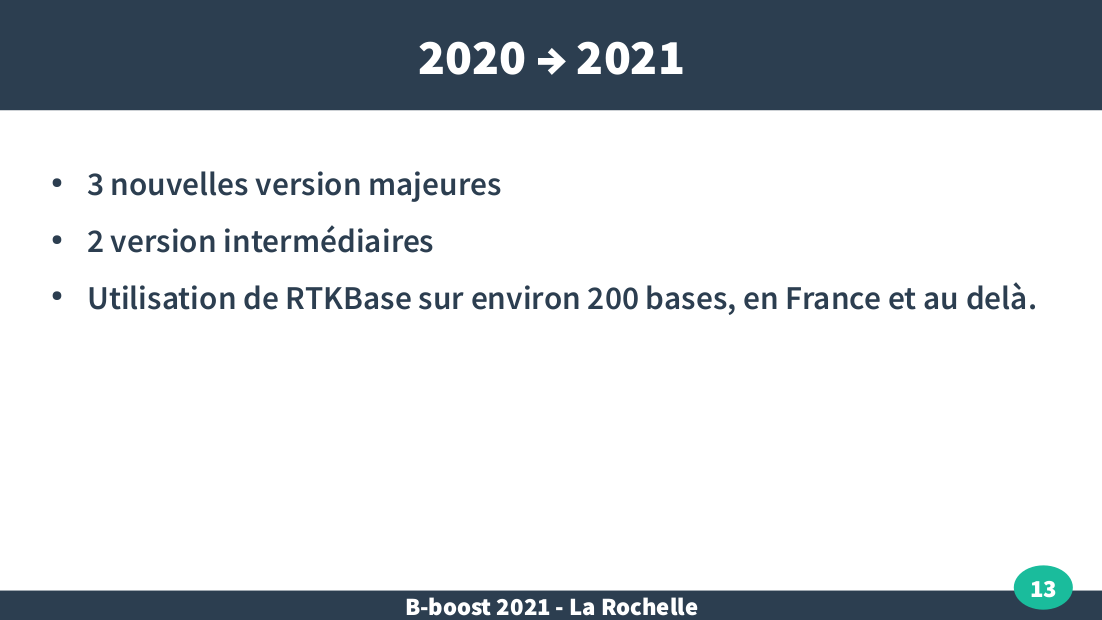 2020 → 2021
• 3 nouvelles version majeures
• 2 version intermédiaires
• Utilisation de RTKBase sur environ 200 bases, en France et au delà.
13
B-boost 2021 - La Rochelle